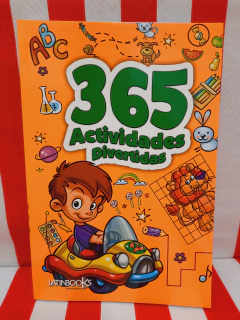 ABC
365
Actividades
Divertidas
LATINBOOKS